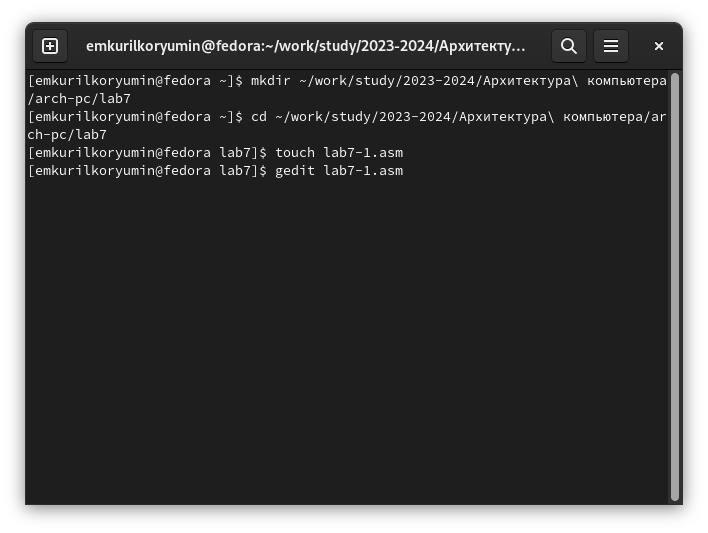 emkurilkoryumin@fedora:~/work/study/2023-2024/Архитекту...
[emkurilkoryumin@fedora ~]$ mkdir ~/work/study/2023-2024/Архитектура\ компьютера
/arch-pc/lab7
[emkurilkoryumin@fedora ~]$ cd ~/work/study/2023-2024/Архитектура\ компьютера/ar
ch-pc/lab7
[emkurilkoryumin@fedora lab7]$ touch lab7-1.asm
[emkurilkoryumin@fedora lab7]$ gedit lab7-1.asm